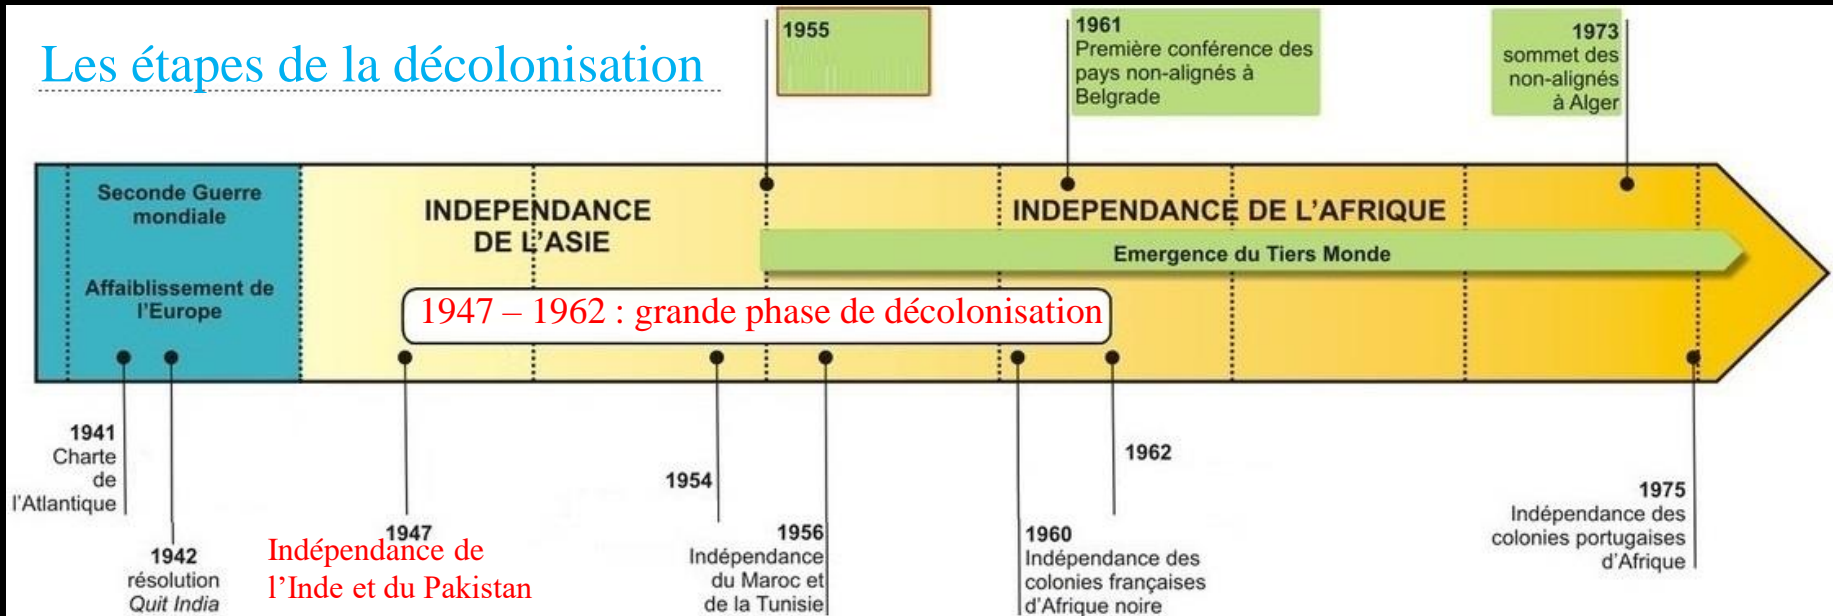 Les étapes de la décolonisation
1955
1961
Première conférence des
pays non-alignés à
Belgrade
1973
sommet des
non-alignés
à Alger
Seconde Guerre
mondiale
Affaiblissement de
l'Europe
INDEPENDANCE
DE L'ASIE
INDEPENDANCE DE L'AFRIQUE
Emergence du Tiers Monde
1947 – 1962 : grande phase de décolonisation
1941
Charte
de
l'Atlantique
1942
résolution
Quit India
1947
Indépendance de
l’Inde et du Pakistan
1954
1956
Indépendance
du Maroc et
de la Tunisie
1960
Indépendance des
colonies françaises
d'Afrique noire
1962
1975
Indépendance des
colonies portugaises
d'Afrique